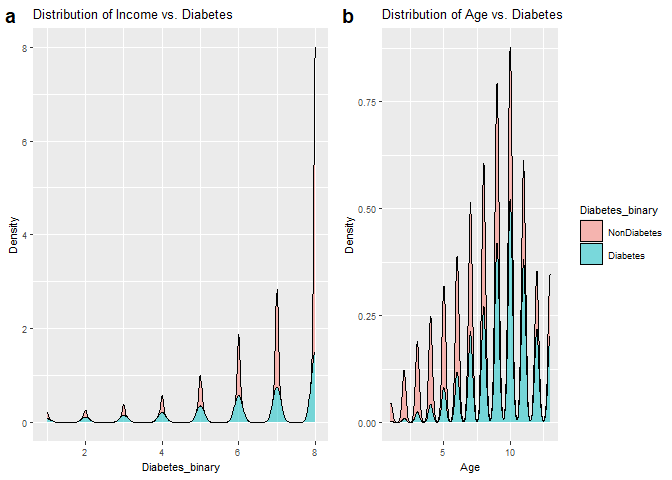 a
Distribution of Income vs. Diabetes
8
6
4
2
0
Density
2 4 6 8
Diabetes_binary
b
Distribution of Age vs. Diabetes
0.75
0.50
0.25
0.00
Density
5 10
Age
Diabetes_binary
NonDiabetes
Diabetes